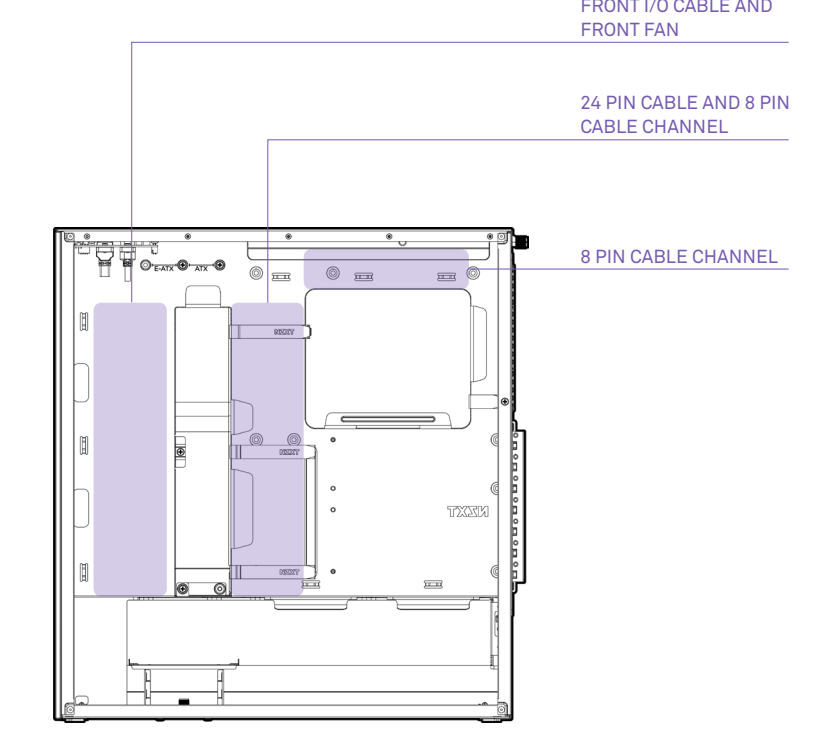 FRONT I/O CABLE AND
FRONT FAN
24 PIN CABLE AND 8 PIN
CABLE CHANNEL
8 PIN CABLE CHANNEL
E-ATX ATX
NZXT
NZXT
NZXT
NZXT